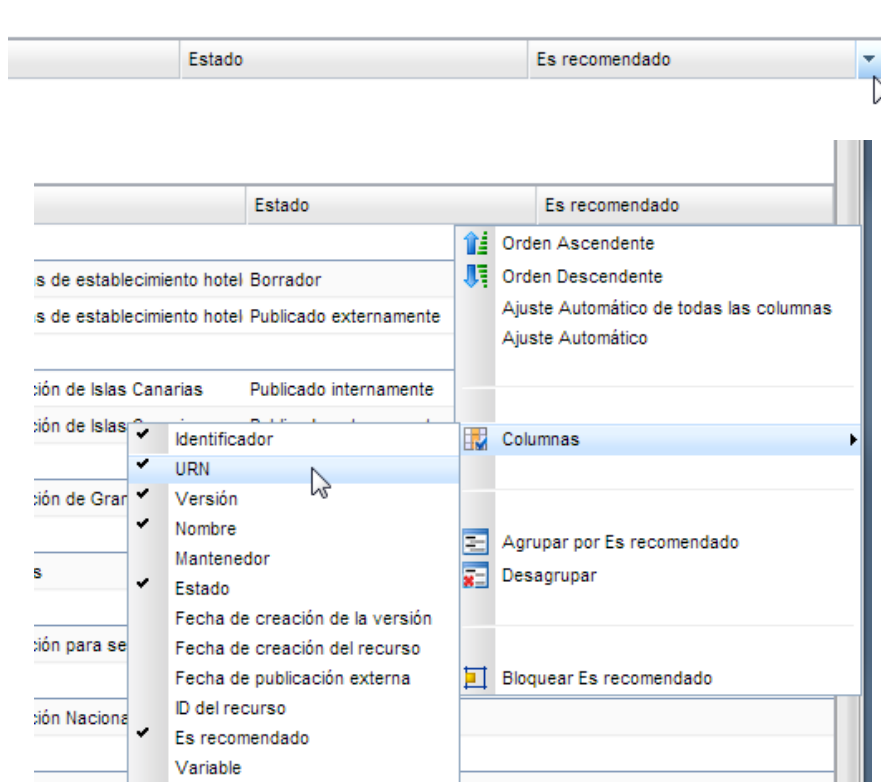 Estado Es recomendado
Estado Es recomendado
Orden Ascendente
s de establecimiento hotel Borrador Orden Descendente
s de establecimiento hotel Publicado externamente Ajuste Automático de todas las columnas
Ajuste Automático
ción de Islas Canarias Publicado internamente
ción de Islas
Identificador Columnas
URN
ción de Gran Versión
Nombre Agrupar por Es recomendado
Mantenedor
s Estado Desagrupar
Fecha de creación de la versión
ción para se Fecha de creación del recurso
Fecha de publicación externa Bloquear Es recomendado
ID del recurso
ción Naciona Es recomendado
Variable